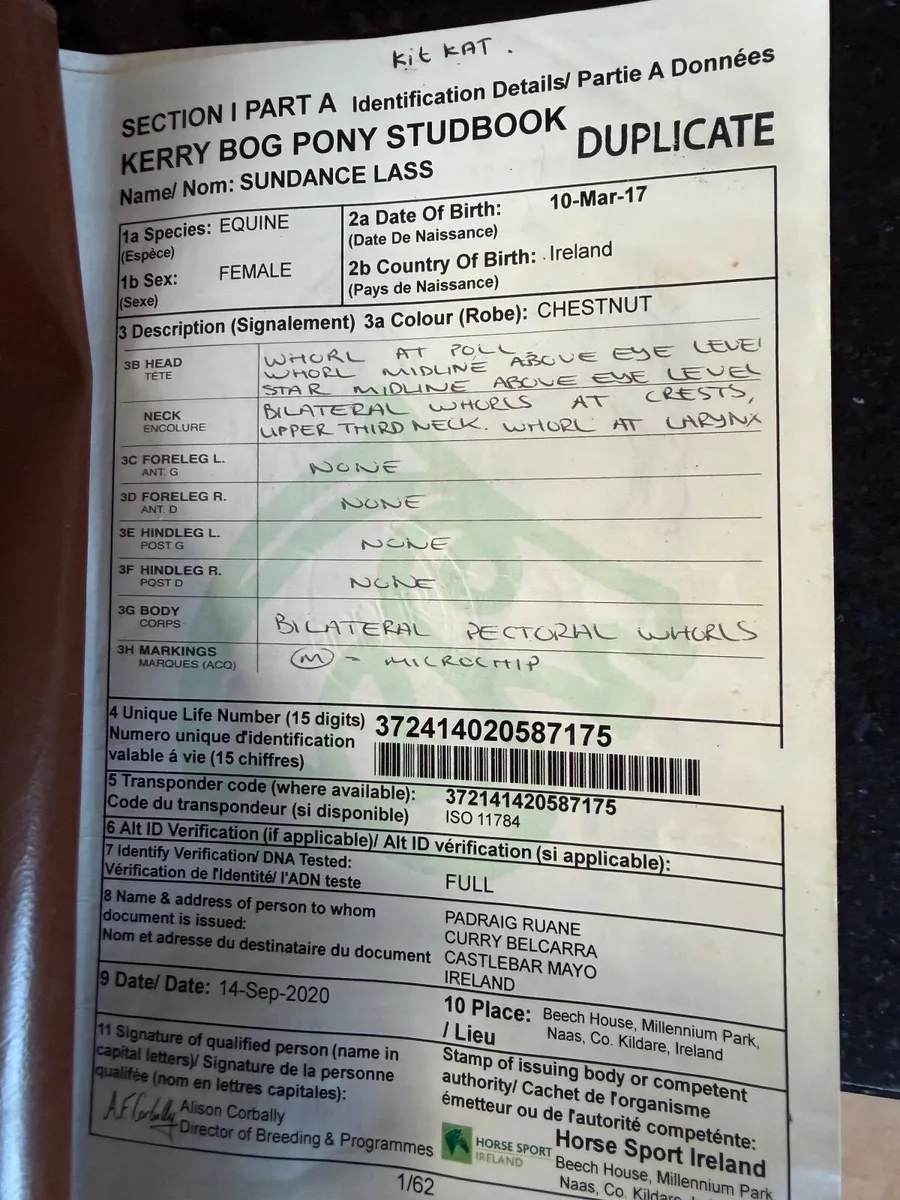 Kit KAT.
SECTION I PART A Identification Details/ Partie A Données
KERRY BOG PONY STUDBOOK DUPLICATE
Name/ Nom: SUNDANCE LASS
1a Species: EQUINE
(Espèce)
1b Sex: FEMALE
(Sexe)
2a Date Of Birth: 10-Mar-17
(Date De Naissance)
2b Country Of Birth: Ireland
(Pays de Naissance)
3 Description (Signalement) 3a Colour (Robe): CHESTNUT
3B HEAD
TÉTE
WHORL AT POLL
WHORL MIDLINE ABOVE EYE LEVEL
STAR MIDLINE ABOVE EYE LEVEL
NECK
ENCOLURE
BILATERAL WHORLS AT CRESTS,
UPPER THIRD NECK. WHORL AT LARYNX
3C FORELEG L.
ANT. G
NONE
3D FORELEG R.
ANT. D
NONE
3E HINDLEG L.
POST G
NONE
3F HINDLEG R.
POST D
NONE
3G BODY
CORPS
BILATERAL PECTORAL WHORLS
3H MARKINGS
MARQUES (ACQ)
M - MICROCHIP
4 Unique Life Number (15 digits)
Numero unique d'identification
valable á vie (15 chiffres)
372414020587175
5 Transponder code (where available):
Code du transpondeur (si disponible)
372141420587175
ISO 11784
6 Alt ID Verification (if applicable)/ Alt ID vérification (si applicable):
7 Identify Verification/ DNA Tested:
Vérification de l'Identité/ l'ADN teste
FULL
8 Name & address of person to whom
document is issued:
Nom et adresse du destinataire du document
PADRAIG RUANE
CURRY BELCARRA
CASTLEBAR MAYO
IRELAND
9 Date/ Date: 14-Sep-2020
10 Place:
/ Lieu
Beech House, Millennium Park,
Naas, Co. Kildare, Ireland
11 Signature of qualified person (name in
capital letters)/ Signature de la personne
qualifée (nom en lettres capitales):
A F Corbally Alison Corbally
Director of Breeding & Programmes
Stamp of issuing body or competent
authority/ Cachet de l'organisme
émetteur ou de l'autorité compétente:
HORSE SPORT
IRELAND
Horse Sport Ireland
Beech House, Millennium Park
Naas, Co. Kildare, Ireland
1/62